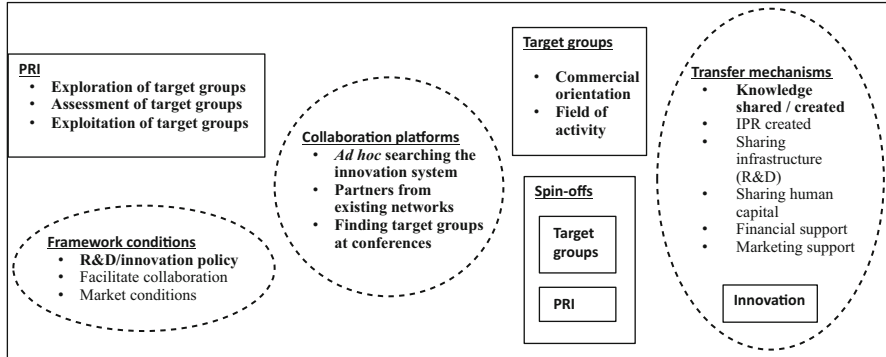 PRI
• Exploration of target groups
• Assessment of target groups
• Exploitation of target groups
Framework conditions
• R&D/innovation policy
• Facilitate collaboration
• Market conditions
Collaboration platforms
• Ad hoc searching the
innovation system
• Partners from
existing networks
• Finding target groups
at conferences
Target groups
• Commercial
orientation
• Field of
activity
Spin-offs
Target
groups
PRI
Transfer mechanisms
• Knowledge
shared / created
• IPR created
• Sharing
infrastructure
(R&D)
• Sharing human
capital
• Financial support
• Marketing support
Innovation